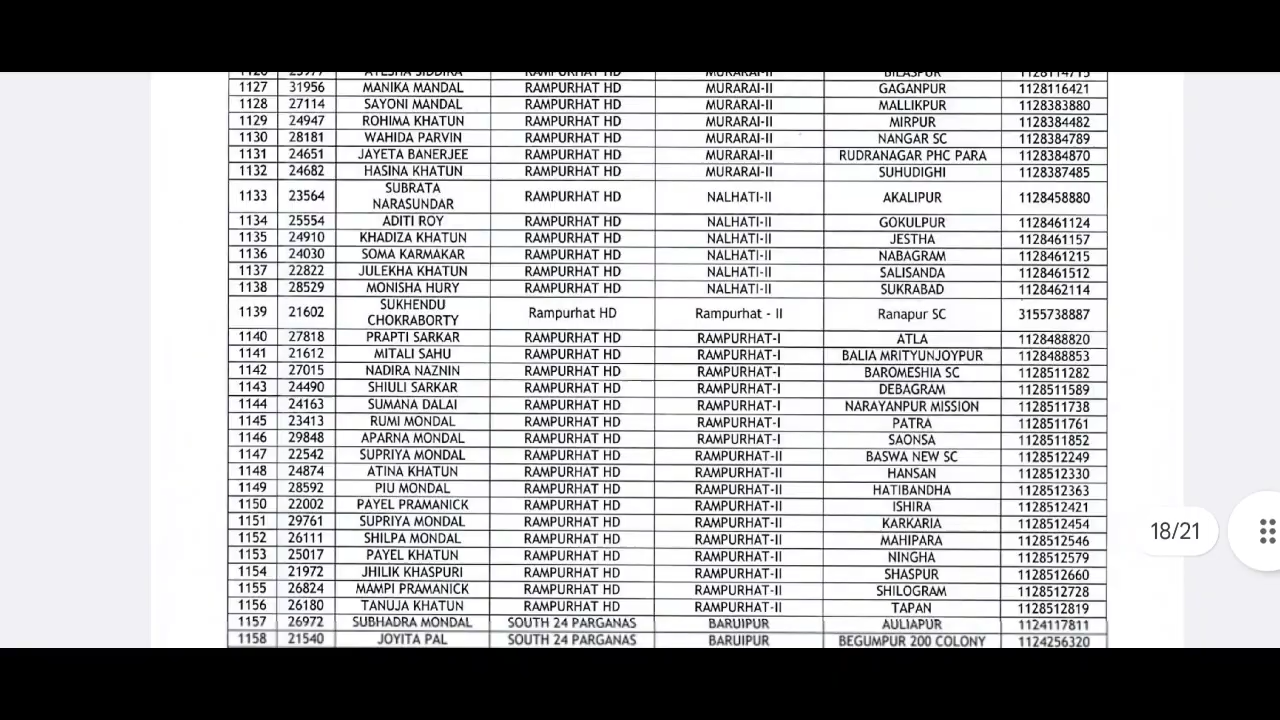 1127 31956 MANIKA MANDAL RAMPURHAT HD MURARAI-II GAGANPUR 1128116421
1128 27114 SAYONI MANDAL RAMPURHAT HD MURARAI-II MALLIKPUR 1128383880
1129 24947 ROHIMA KHATUN RAMPURHAT HD MURARAI-II MIRPUR 1128384482
1130 28181 WAHIDA PARVIN RAMPURHAT HD MURARAI-II NANGAR SC 1128384789
1131 24651 JAYETA BANERJEE RAMPURHAT HD MURARAI-II RUDRANAGAR PHC PARA 1128384870
1132 24682 HASINA KHATUN RAMPURHAT HD MURARAI-II SUHUDIGHI 1128387485
1133 23564 SUBRATA NARASUNDAR RAMPURHAT HD NALHATI-II AKALIPUR 1128458880
1134 25554 ADITI ROY RAMPURHAT HD NALHATI-II GOKULPUR 1128461124
1135 24910 KHADIZA KHATUN RAMPURHAT HD NALHATI-II JESTHA 1128461157
1136 24030 SOMA KARMAKAR RAMPURHAT HD NALHATI-II NABAGRAM 1128461215
1137 22822 JULEKHA KHATUN RAMPURHAT HD NALHATI-II SALISANDA 1128461512
1138 28529 MONISHA HURY RAMPURHAT HD NALHATI-II SUKRABAD 1128462114
1139 21602 SUKHENDU CHOKRABORTY Rampurhat HD Rampurhat - II Ranapur SC 3155738887
1140 27818 PRAPTI SARKAR RAMPURHAT HD RAMPURHAT-I ATLA 1128488820
1141 21612 MITALI SAHU RAMPURHAT HD RAMPURHAT-I BALIA MRITYUNJOYPUR 1128488853
1142 27015 NADIRA NAZNIN RAMPURHAT HD RAMPURHAT-I BAROMESHIA SC 1128511282
1143 24490 SHIULI SARKAR RAMPURHAT HD RAMPURHAT-I DEBAGRAM 1128511589
1144 24163 SUMANA DALAI RAMPURHAT HD RAMPURHAT-I NARAYANPUR MISSION 1128511738
1145 23413 RUMI MONDAL RAMPURHAT HD RAMPURHAT-I PATRA 1128511761
1146 29848 APARNA MONDAL RAMPURHAT HD RAMPURHAT-I SAONSA 1128511852
1147 22542 SUPRIYA MONDAL RAMPURHAT HD RAMPURHAT-II BASWA NEW SC 1128512249
1148 24874 ATINA KHATUN RAMPURHAT HD RAMPURHAT-II HANSAN 1128512330
1149 28592 PIU MONDAL RAMPURHAT HD RAMPURHAT-II HATIBANDHA 1128512363
1150 22002 PAYEL PRAMANICK RAMPURHAT HD RAMPURHAT-II ISHIRA 1128512421
1151 29761 SUPRIYA MONDAL RAMPURHAT HD RAMPURHAT-II KARKARIA 1128512454
1152 26111 SHILPA MONDAL RAMPURHAT HD RAMPURHAT-II MAHIPARA 1128512546
1153 25017 PAYEL KHATUN RAMPURHAT HD RAMPURHAT-II NINGHA 1128512579
1154 21972 JHILIK KHASPURI RAMPURHAT HD RAMPURHAT-II SHASPUR 1128512660
1155 26824 MAMPI PRAMANICK RAMPURHAT HD RAMPURHAT-II SHILOGRAM 1128512728
1156 26180 TANUJA KHATUN RAMPURHAT HD RAMPURHAT-II TAPAN 1128512819
1157 26972 SUBHADRA MONDAL SOUTH 24 PARGANAS BARUIPUR AULIAPUR 1124117811
1158 21540 JOYITA PAL SOUTH 24 PARGANAS BARUIPUR BEGUMPUR 200 COLONY 1124256320
18/21